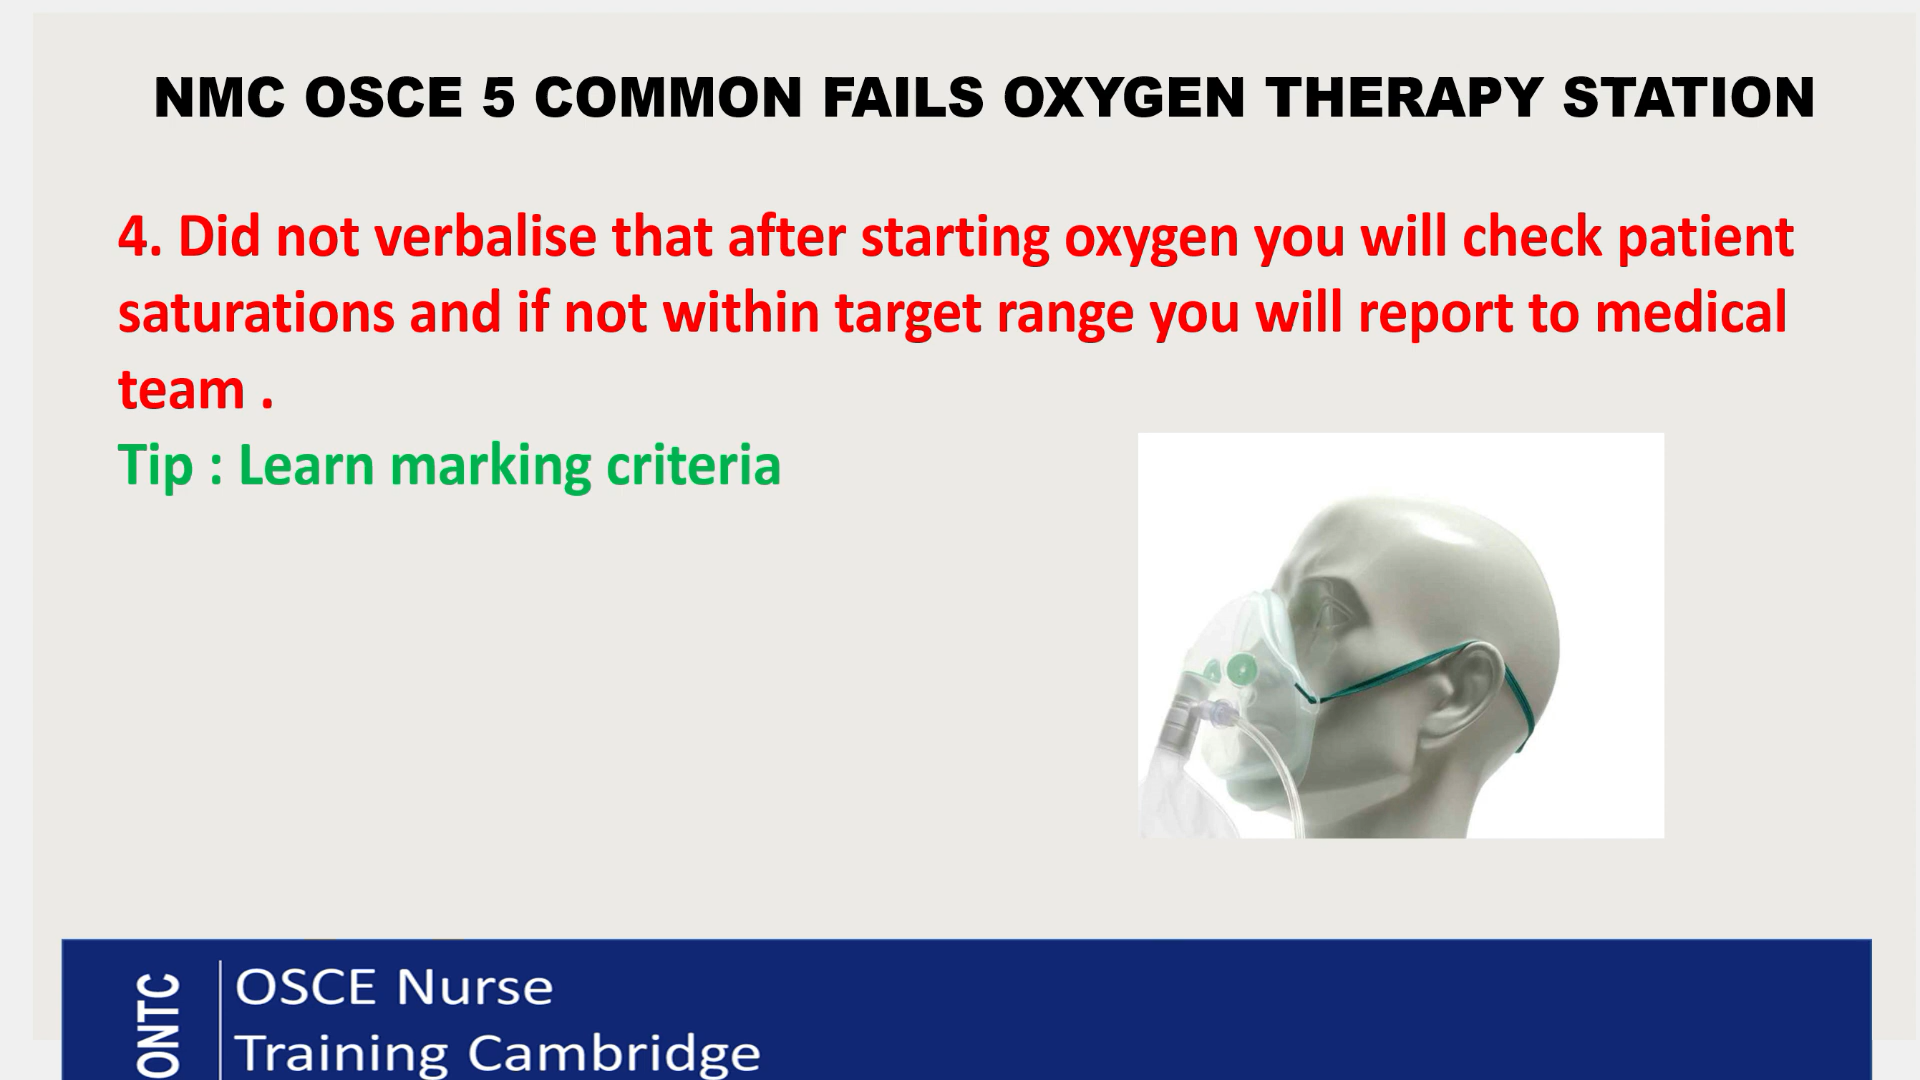 NMC OSCE 5 COMMON FAILS OXYGEN THERAPY STATION
4. Did not verbalise that after starting oxygen you will check patient
saturations and if not within target range you will report to medical
team .
Tip : Learn marking criteria
ONTC
OSCE Nurse
Training Cambridge